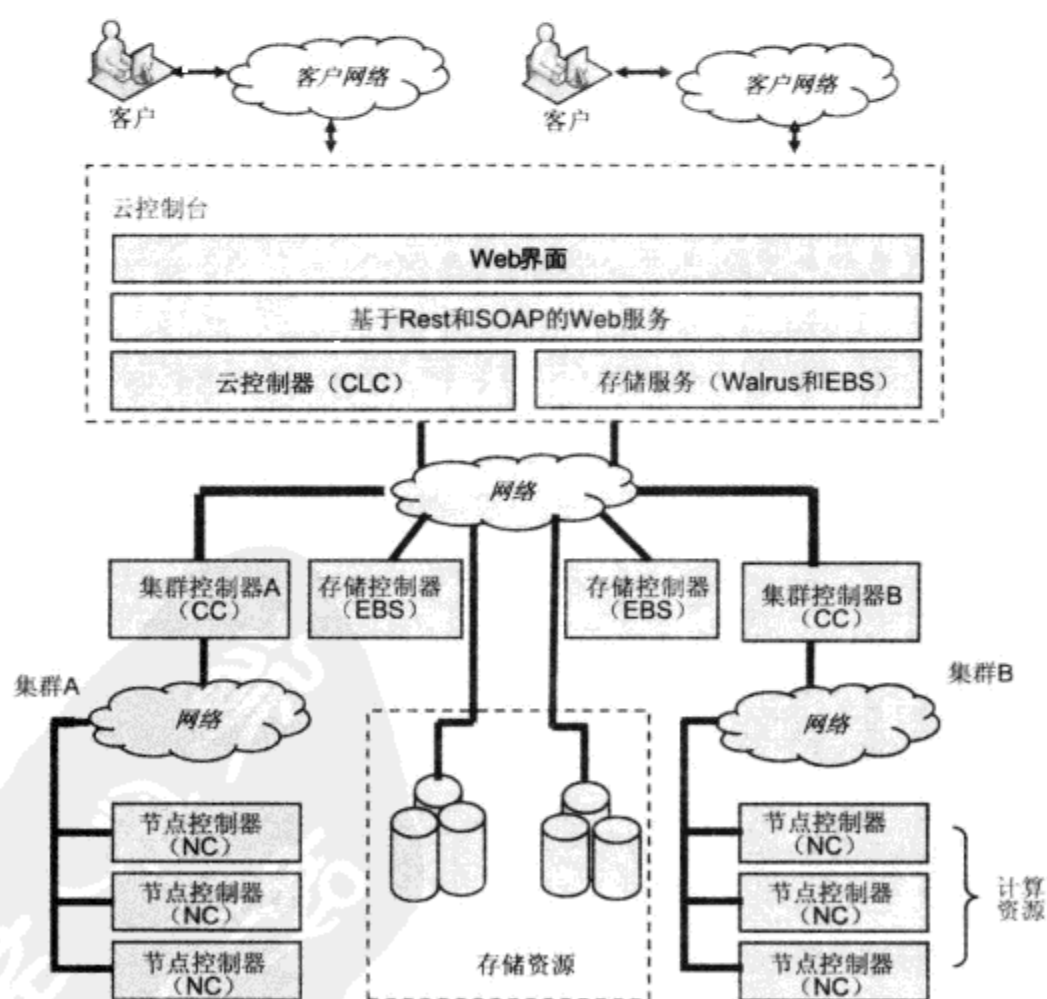 客户网络
客户网络
客户
客户
云控制台
Web界面
基于Rest和SOAP的Web服务
云控制器（CLC）
存储服务（Walrus和EBS）
网络
集群控制器A
（CC）
存储控制器
（EBS）
存储控制器
（EBS）
集群控制器B
（CC）
集群A
网络
集群B
网络
节点控制器
（NC）
节点控制器
（NC）
节点控制器
（NC）
存储资源
节点控制器
（NC）
节点控制器
（NC）
节点控制器
（NC）
计算
资源